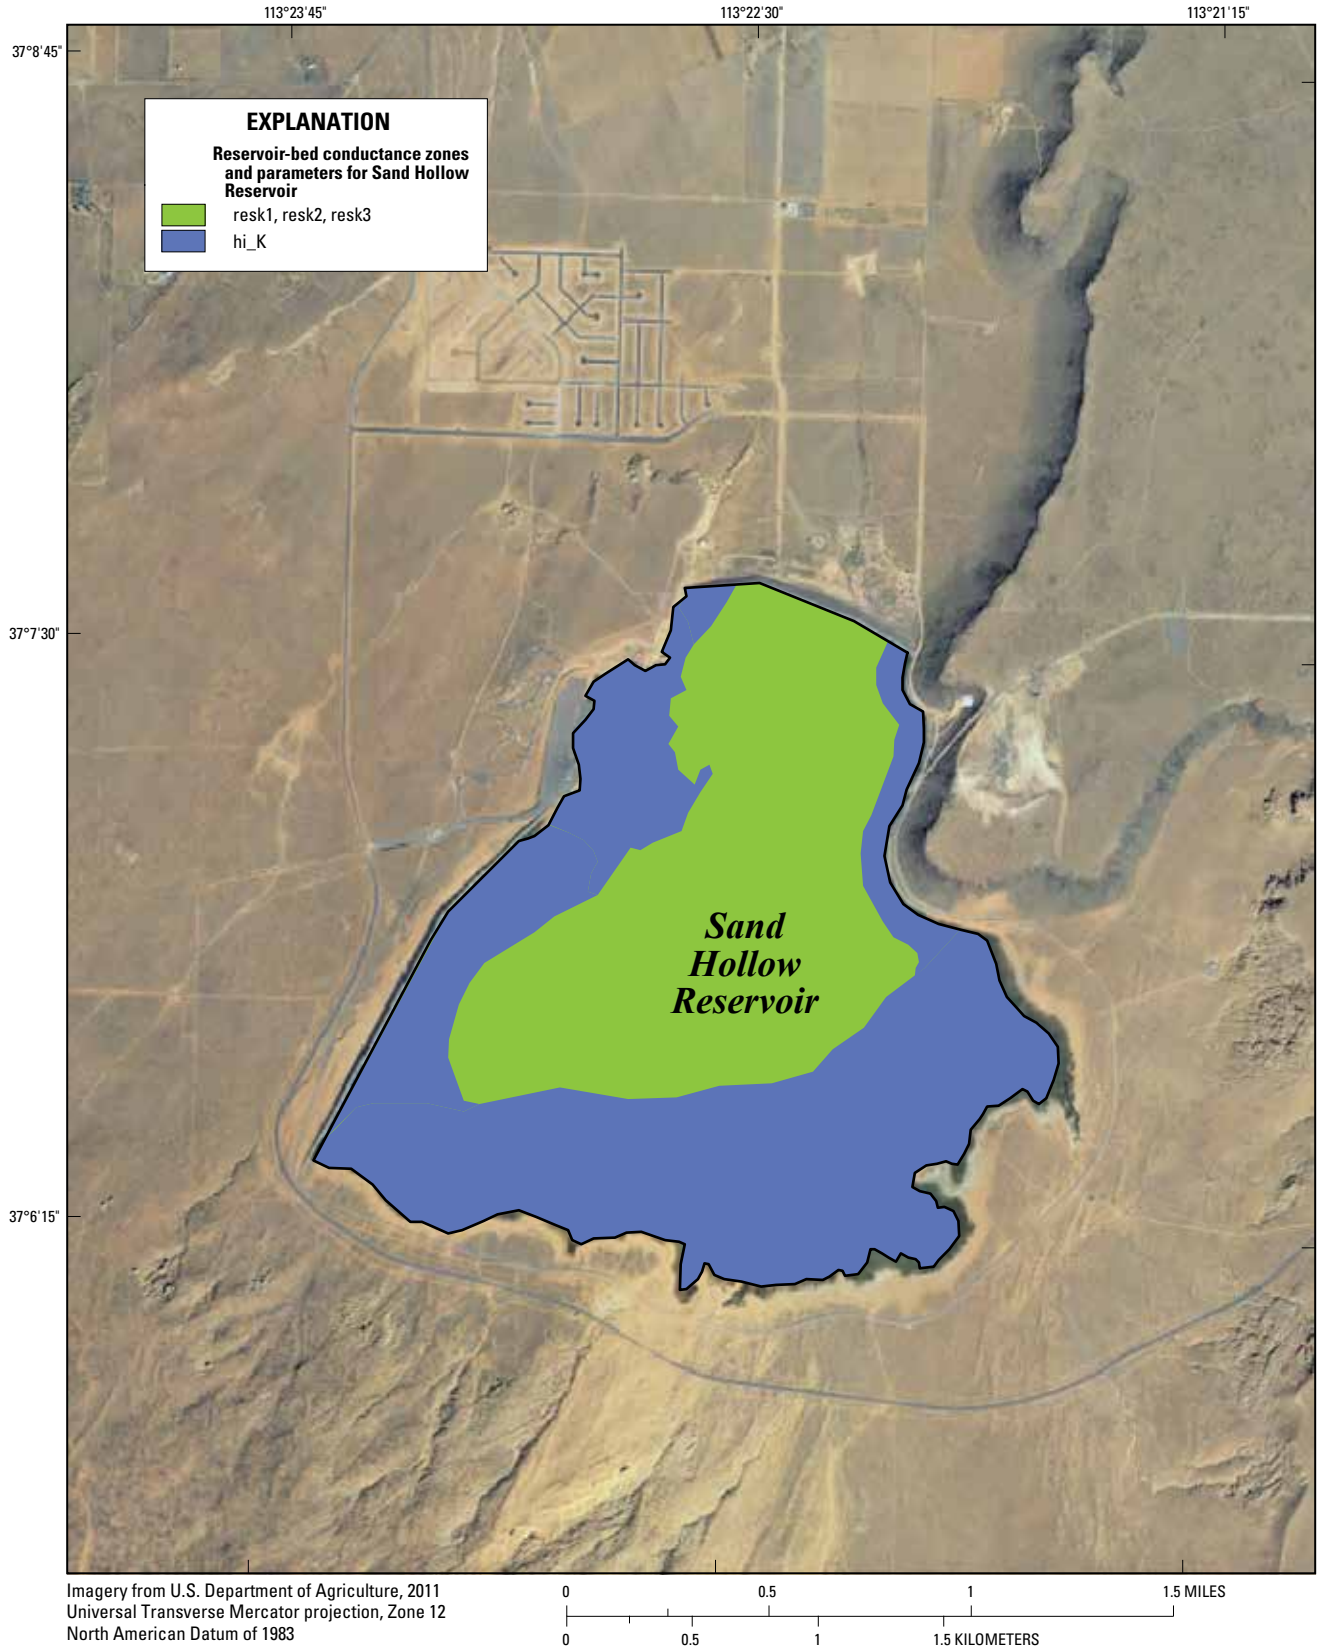 113°23'45"
113°22'30"
113°21'15"
37°8'45"
EXPLANATION
Reservoir-bed conductance zones
and parameters for Sand Hollow
Reservoir
resk1, resk2, resk3
hi_K
37°7'30"
Sand
Hollow
Reservoir
37°6'15"
Imagery from U.S. Department of Agriculture, 2011
Universal Transverse Mercator projection, Zone 12
North American Datum of 1983
0 0.5 1 1.5 MILES
0 0.5 1 1.5 KILOMETERS